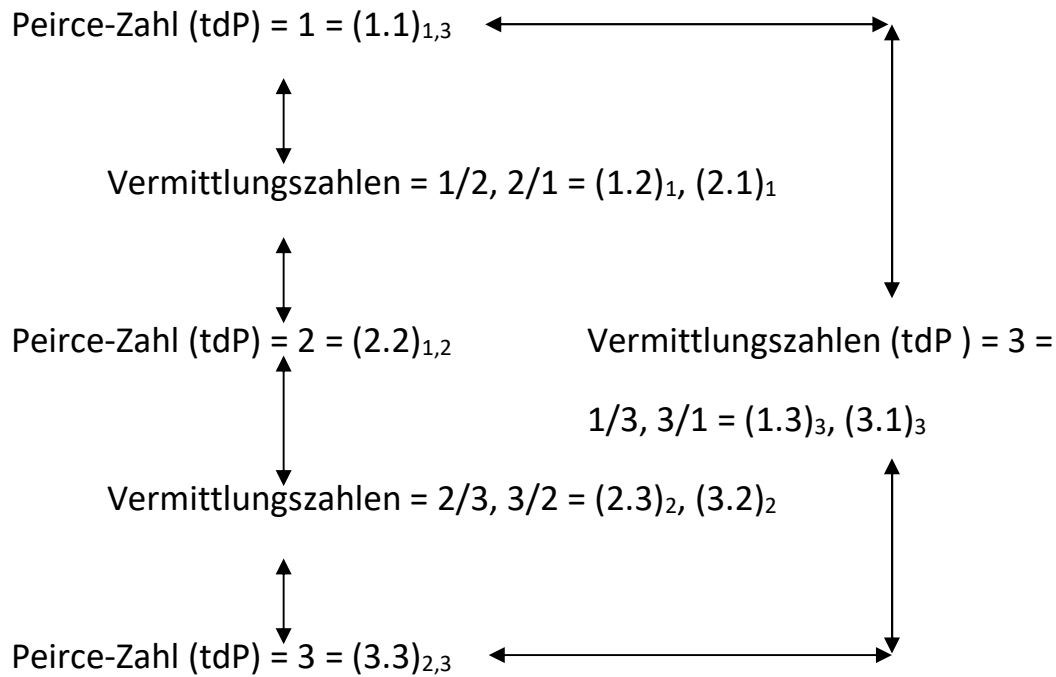 Peirce-Zahl (tdP) = 1 = (1.1)₁,₃
Vermittlungszahlen = 1/2, 2/1 = (1.2)₁, (2.1)₁
Peirce-Zahl (tdP) = 2 = (2.2)₁,₂
Vermittlungszahlen (tdP ) = 3 =
1/3, 3/1 = (1.3)₃, (3.1)₃
Vermittlungszahlen = 2/3, 3/2 = (2.3)₂, (3.2)₂
Peirce-Zahl (tdP) = 3 = (3.3)₂,₃